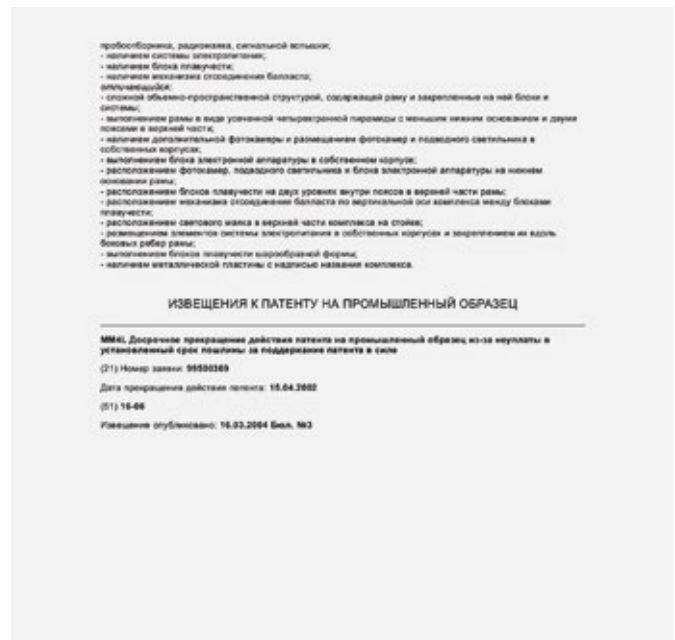 пробоотборника, радиомаяка, сигнальной вспышки;
- наличием системы электропитания;
- наличием блока плавучести;
- наличием механизма отсоединения балласта;
отличающийся:
- сложной объемно-пространственной структурой, содержащей раму и закрепленные на ней блоки и
системы;
- выполнением рамы в виде усеченной четырехгранной пирамиды с меньшим нижним основанием и двумя
поясами в верхней части;
- наличием дополнительной фотокамеры и размещением фотокамер и подводного светильника в
собственных корпусах;
- выполнением блока электронной аппаратуры в собственном корпусе;
- расположением фотокамер, подводного светильника и блока электронной аппаратуры на нижнем
основании рамы;
- расположением блоков плавучести на двух уровнях внутри поясов в верхней части рамы;
- расположением механизма отсоединения балласта по вертикальной оси комплекса между блоками
плавучести;
- расположением светового маяка в верхней части комплекса на стойке;
- размещением элементов системы электропитания в собственных корпусах и закреплением их вдоль
боковых ребер рамы;
- выполнением блоков плавучести шарообразной формы;
- наличием металлической пластины с надписью названия комплекса.
ИЗВЕЩЕНИЯ К ПАТЕНТУ НА ПРОМЫШЛЕННЫЙ ОБРАЗЕЦ
MM4L Досрочное прекращение действия патента на промышленный образец из-за неуплаты в
установленный срок пошлины за поддержание патента в силе
(21) Номер заявки: 99500369
Дата прекращения действия патента: 15.04.2002
(51) 16-06
Извещение опубликовано: 16.03.2004 Бюл. №3